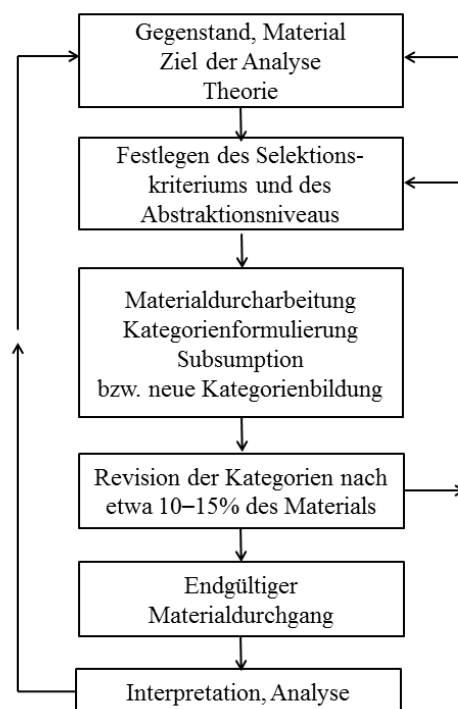 Gegenstand, Material
Ziel der Analyse
Theorie
Festlegen des Selektions-
kriteriums und des
Abstraktionsniveaus
Materialdurcharbeitung
Kategorienformulierung
Subsumption
bzw. neue Kategorienbildung
Revision der Kategorien nach
etwa 10–15% des Materials
Endgültiger
Materialdurchgang
Interpretation, Analyse